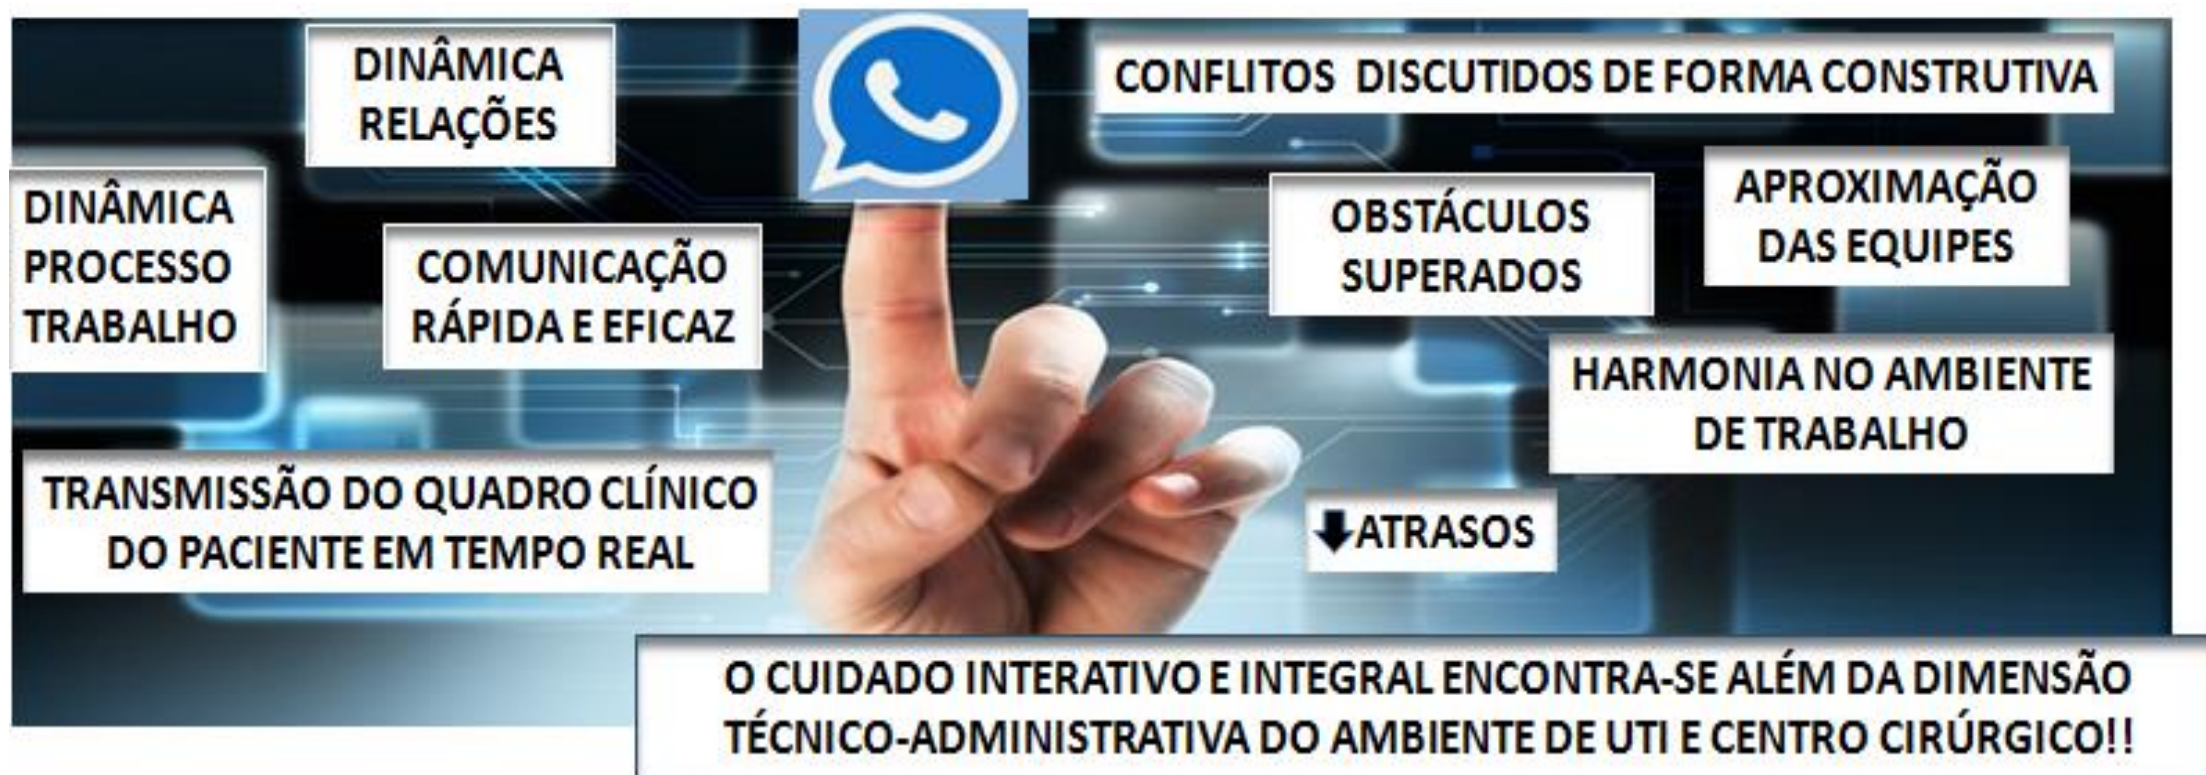 DINÂMICA
RELAÇÕES
CONFLITOS DISCUTIDOS DE FORMA CONSTRUTIVA
DINÂMICA
PROCESSO
TRABALHO
COMUNICAÇÃO
RÁPIDA E EFICAZ
OBSTÁCULOS
SUPERADOS
APROXIMAÇÃO
DAS EQUIPES
HARMONIA NO AMBIENTE
DE TRABALHO
TRANSMISSÃO DO QUADRO CLÍNICO
DO PACIENTE EM TEMPO REAL
ATRASOS
O CUIDADO INTERATIVO E INTEGRAL ENCONTRA-SE ALÉM DA DIMENSÃO
TÉCNICO-ADMINISTRATIVA DO AMBIENTE DE UTI E CENTRO CIRÚRGICO!!